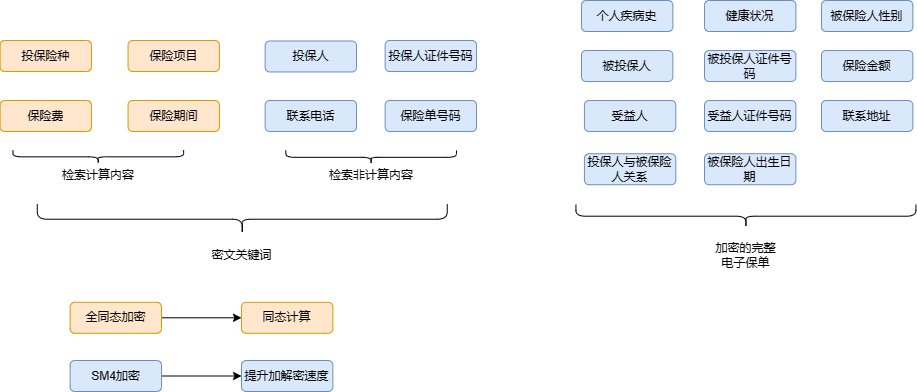 个人疾病史
健康状况
被保险人性别
投保险种
保险项目
投保人
投保人证件号码
被投保人
被投保人证件号
码
保险金额
保险费
保险期间
联系电话
保险单号码
受益人
受益人证件号码
联系地址
检索计算内容
检索非计算内容
投保人与被保险
人关系
被保险人出生日
期
密文关键词
加密的完整
电子保单
全同态加密
同态计算
SM4加密
提升加解密速度